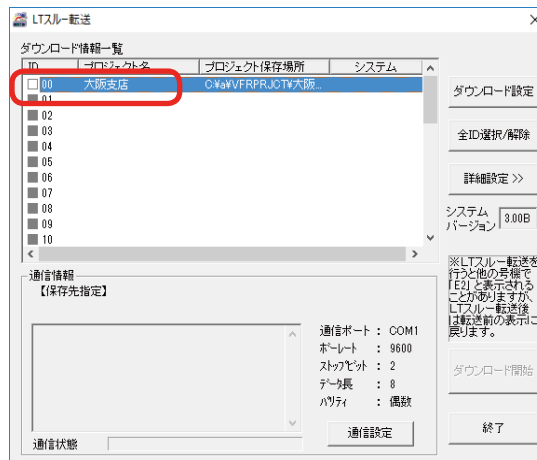 LTスルー転送
ダウンロード情報一覧
ID プロジェクト名 プロジェクト保存場所 システム
00 大阪支店 C:¥a¥VFRPRJCT¥大阪...
01
02
03
04
05
06
07
08
09
10
ダウンロード設定
全ID選択/解除
詳細設定 >>
システム
バージョン 3.00B
※LTスルー転送を
行うと他の号機で
「E2」と表示される
ことがありますが、
LTスルー転送後
は転送前の表示に
戻ります。
ダウンロード開始
終了
通信情報
【保存先指定】
通信ポート : COM1
ボーレート : 9600
ストップビット : 2
データ長 : 8
パリティ : 偶数
通信設定
通信状態